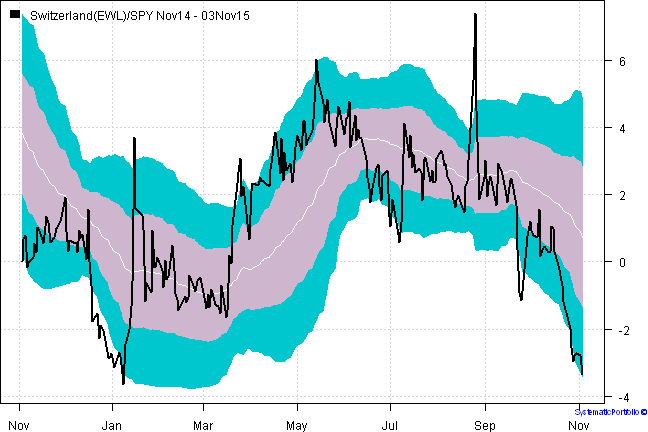 Switzerland(EWL)/SPY Nov14 - 03Nov15
6
4
2
0
-2
-4
Nov Jan Mar May Jul Sep Nov
SystematicPortfolio ©